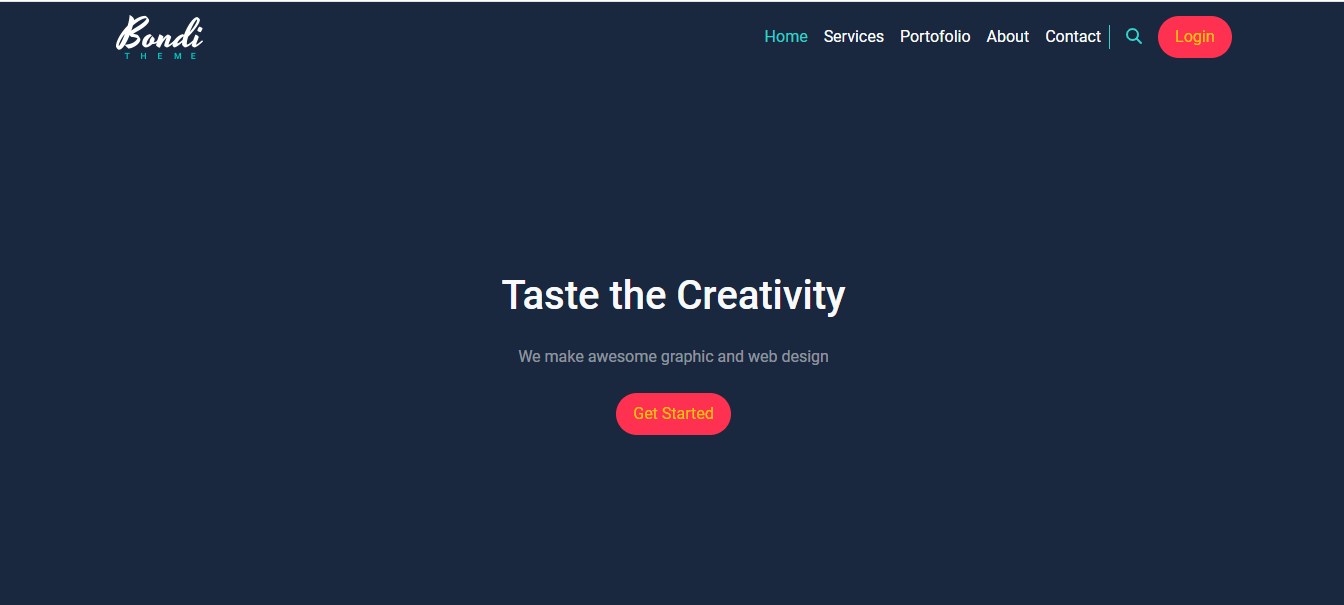 Bondi
THEME
Home Services Portofolio About Contact Login
Taste the Creativity
We make awesome graphic and web design
Get Started